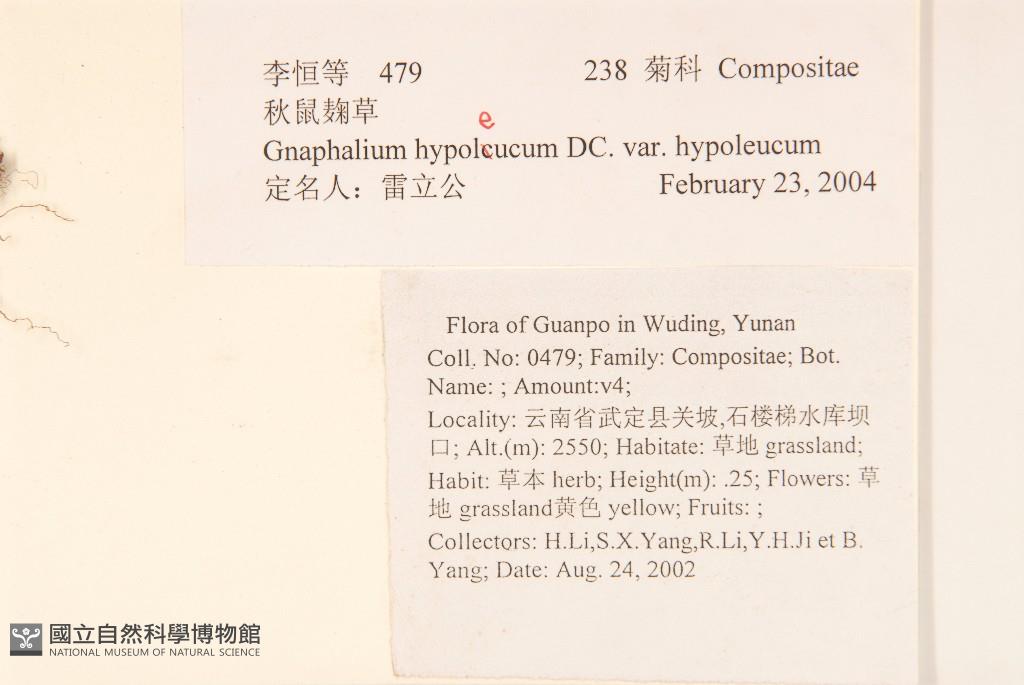 李恒等 479 238 菊科 Compositae
秋鼠麴草
e
Gnaphalium hypolcucum DC. var. hypoleucum
定名人：雷立公 February 23, 2004
Flora of Guanpo in Wuding, Yunan
Coll. No: 0479; Family: Compositae; Bot.
Name: ; Amount:v4;
Locality: 云南省武定县关坡,石楼梯水库坝
口; Alt.(m): 2550; Habitate: 草地 grassland;
Habit: 草本 herb; Height(m): .25; Flowers: 草
地 grassland黄色 yellow; Fruits: ;
Collectors: H.Li,S.X.Yang,R.Li,Y.H.Ji et B.
Yang; Date: Aug. 24, 2002
國立自然科學博物館
NATIONAL MUSEUM OF NATURAL SCIENCE